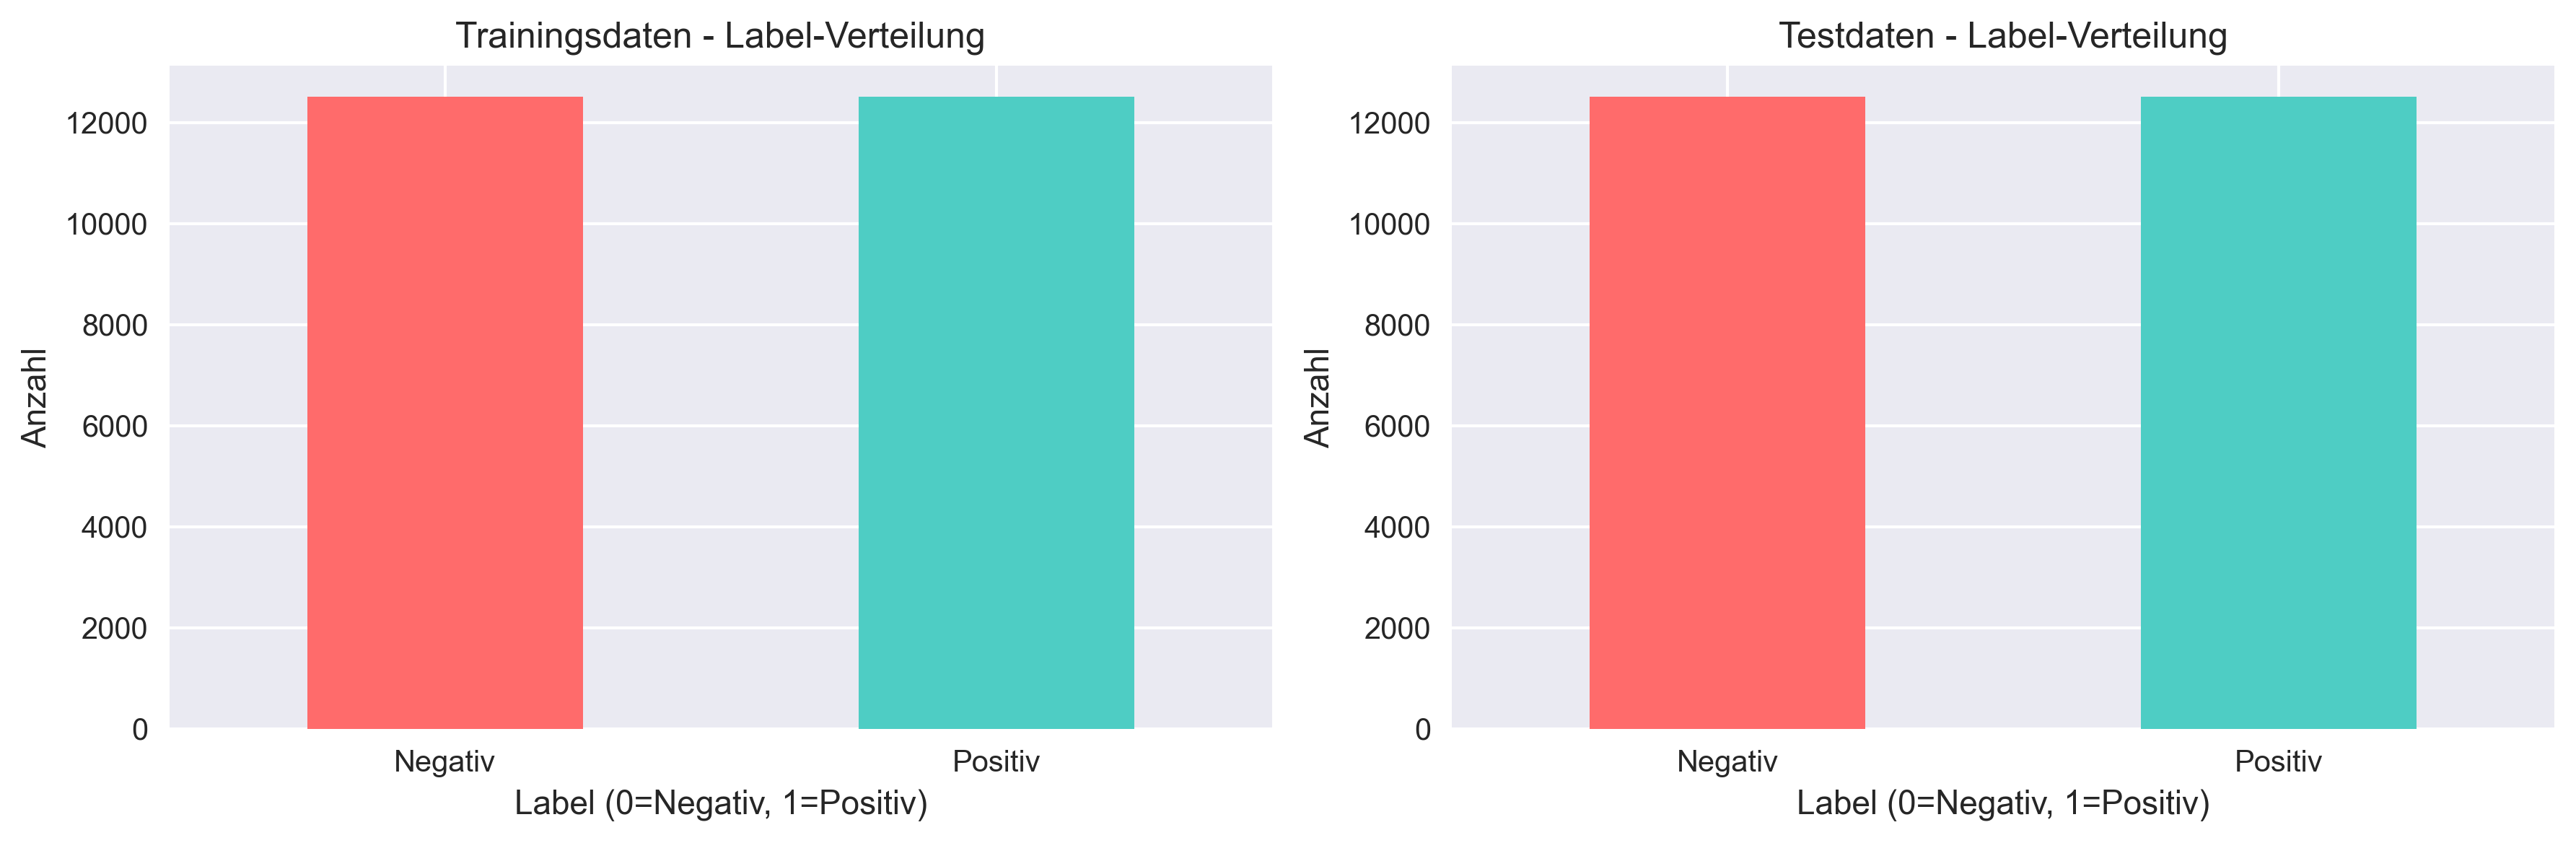 Trainingsdaten - Label-Verteilung
12000
10000
8000
6000
4000
2000
0
Anzahl
Negativ Positiv
Label (0=Negativ, 1=Positiv)
Testdaten - Label-Verteilung
12000
10000
8000
6000
4000
2000
0
Anzahl
Negativ Positiv
Label (0=Negativ, 1=Positiv)